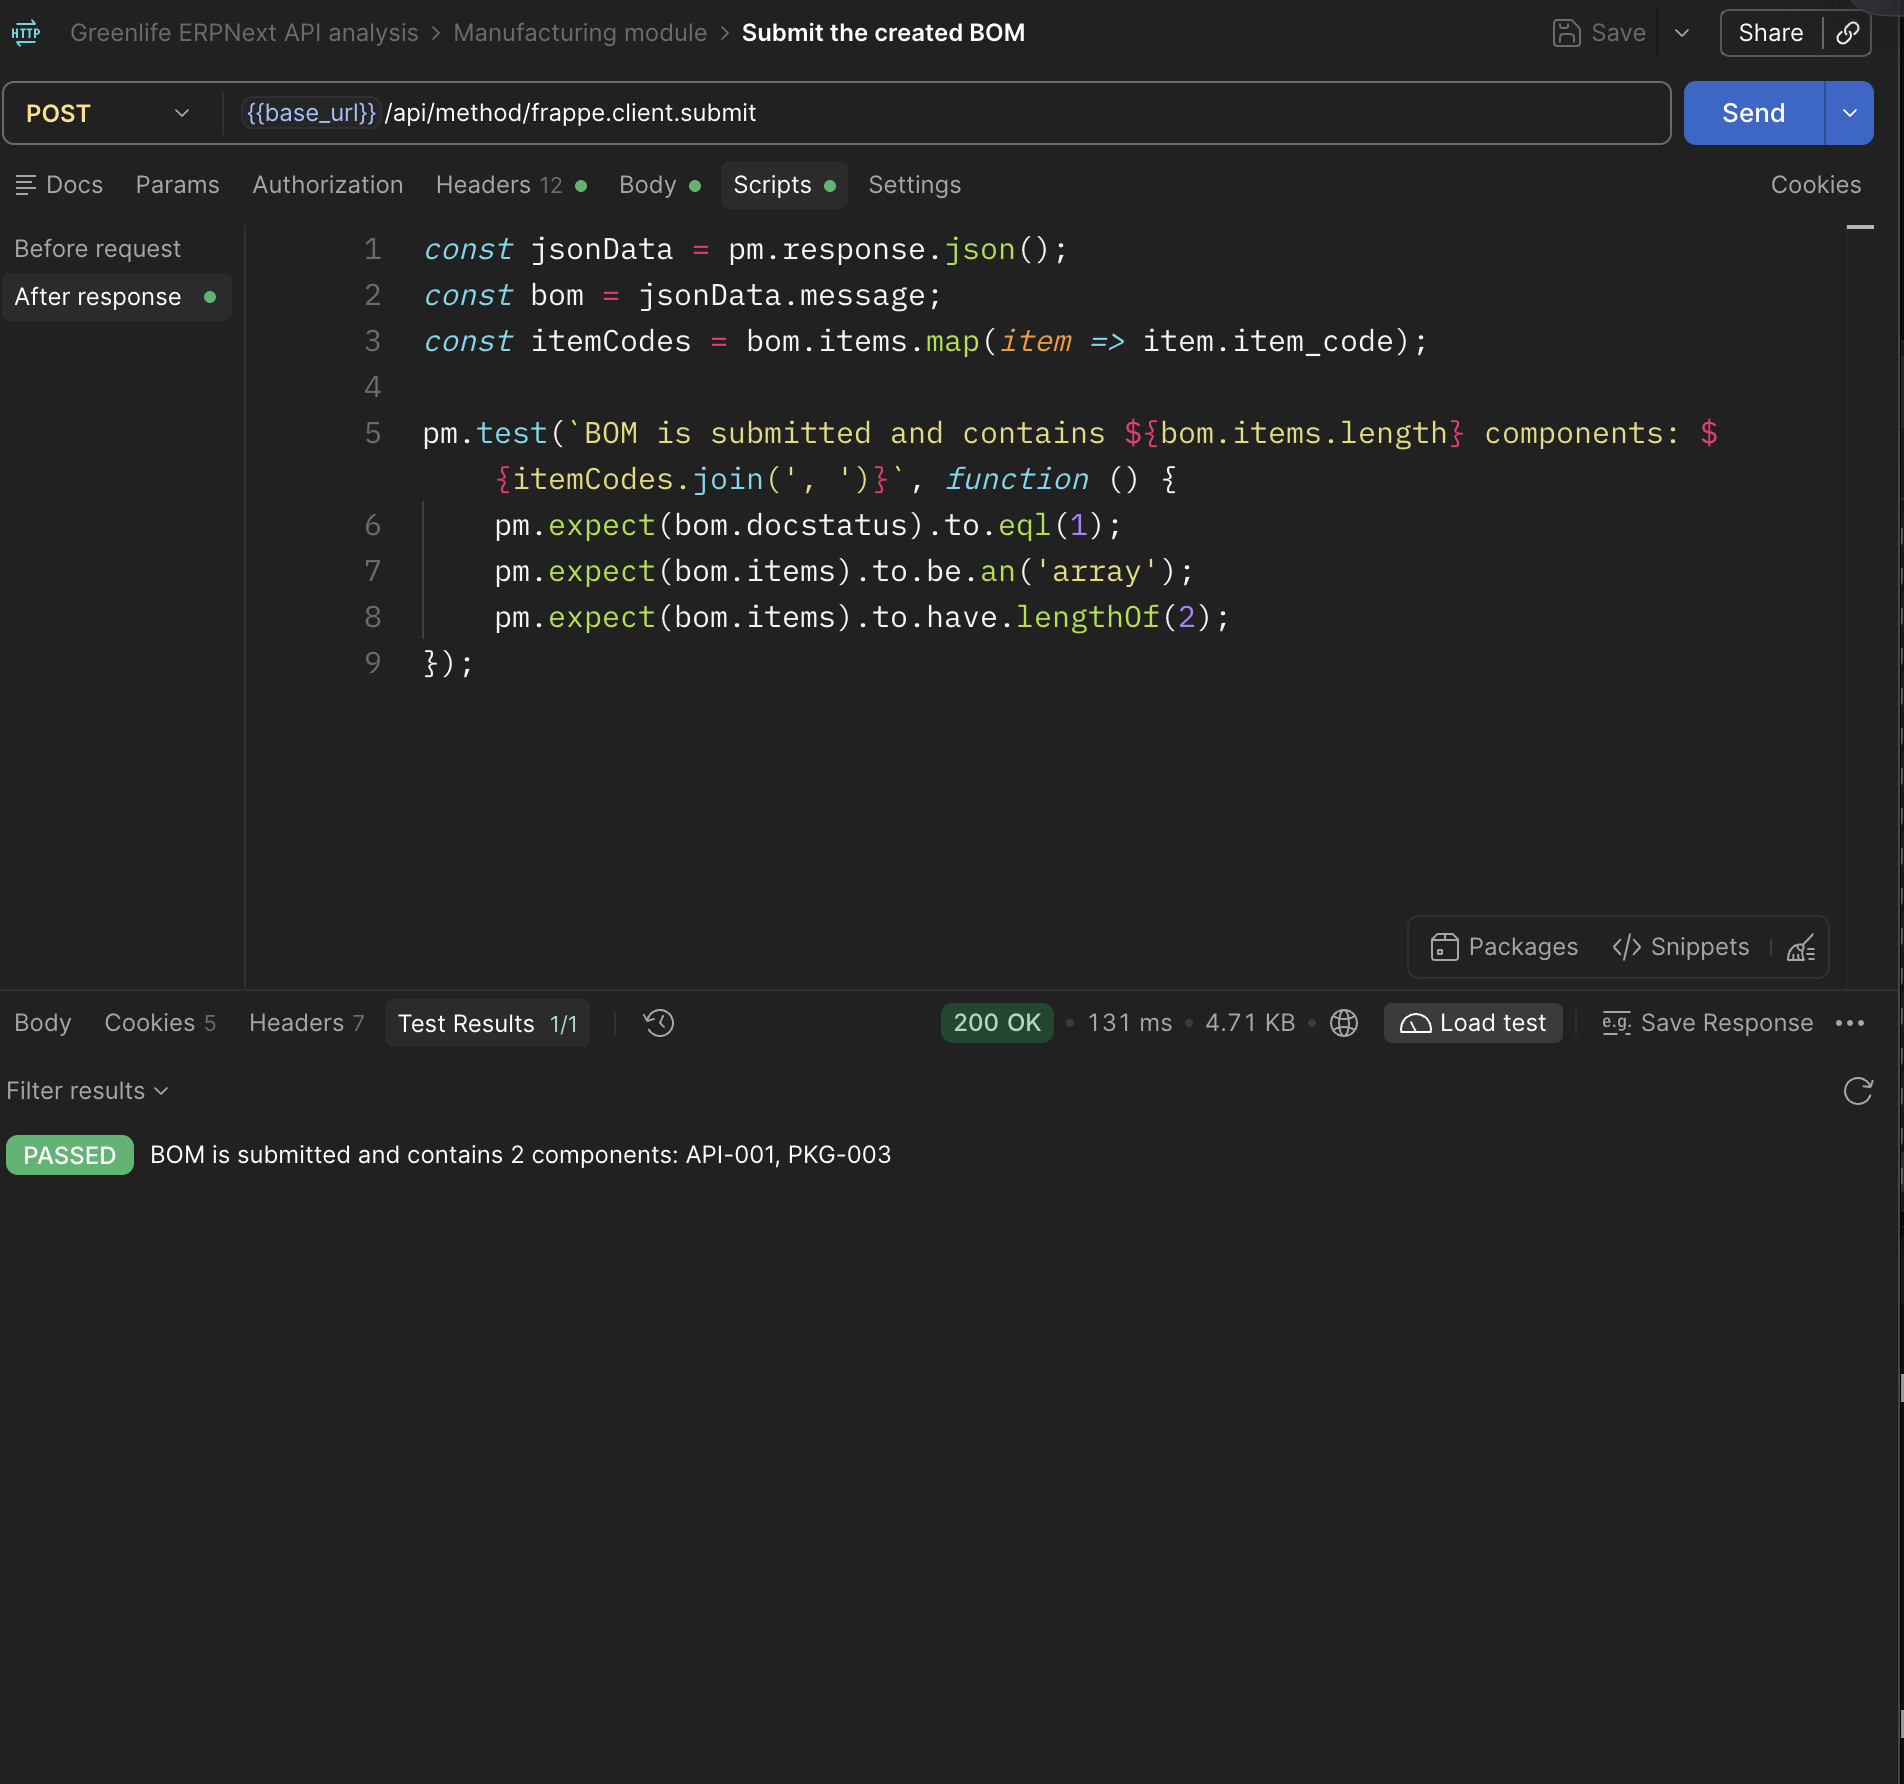 HTTP Greenlife ERPNext API analysis > Manufacturing module > Submit the created BOM Save Share
POST {{base_url}} /api/method/frappe.client.submit Send
Docs Params Authorization Headers 12 Body Scripts Settings Cookies
Before request
After response
1 const jsonData = pm.response.json();
2 const bom = jsonData.message;
3 const itemCodes = bom.items.map(item => item.item_code);
4
5 pm.test(`BOM is submitted and contains ${bom.items.length} components: $
{itemCodes.join(', ')}`, function () {
6 pm.expect(bom.docstatus).to.eql(1);
7 pm.expect(bom.items).to.be.an('array');
8 pm.expect(bom.items).to.have.lengthOf(2);
9 });
Packages </> Snippets
Body Cookies 5 Headers 7 Test Results 1/1 200 OK • 131 ms • 4.71 KB • Load test e.g. Save Response
Filter results
PASSED BOM is submitted and contains 2 components: API-001, PKG-003